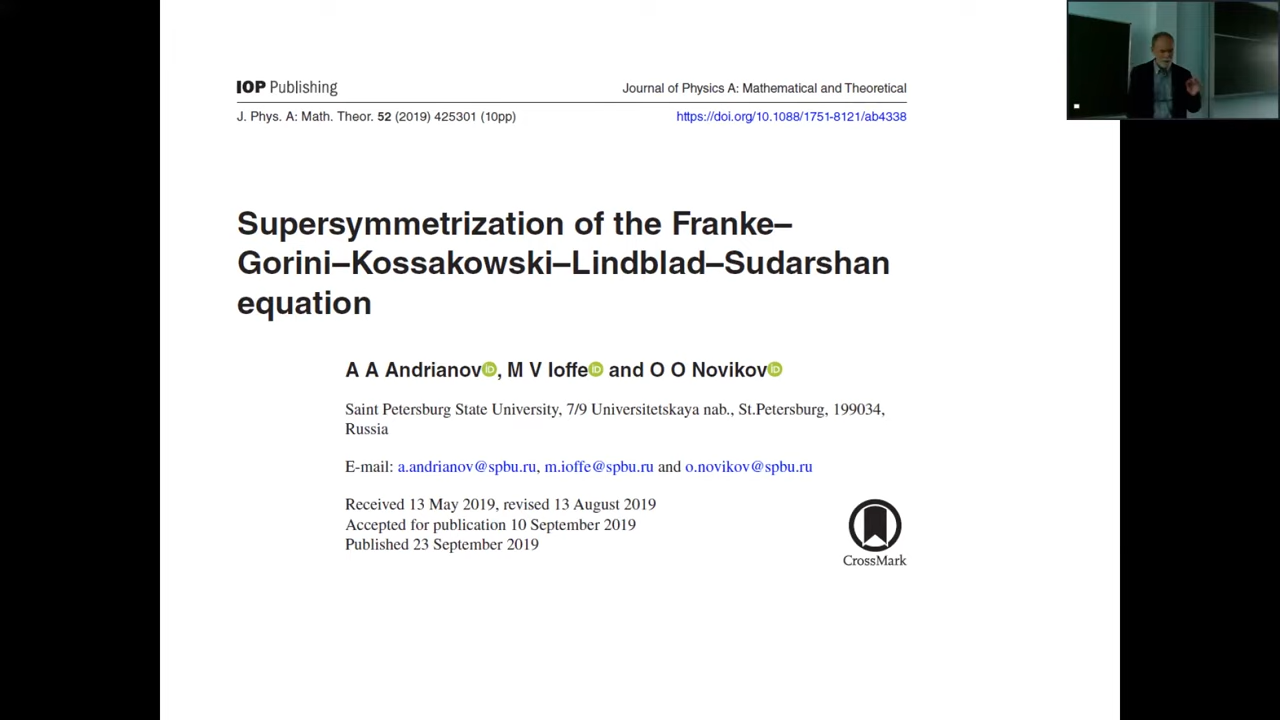 IOP Publishing
Journal of Physics A: Mathematical and Theoretical
J. Phys. A: Math. Theor. 52 (2019) 425301 (10pp)
https://doi.org/10.1088/1751-8121/ab4338
Supersymmetrization of the Franke–
Gorini–Kossakowski–Lindblad–Sudarshan
equation
A A Andrianov, M V Ioffe and O O Novikov
Saint Petersburg State University, 7/9 Universitetskaya nab., St.Petersburg, 199034,
Russia
E-mail: a.andrianov@spbu.ru, m.ioffe@spbu.ru and o.novikov@spbu.ru
Received 13 May 2019, revised 13 August 2019
Accepted for publication 10 September 2019
Published 23 September 2019
CrossMark